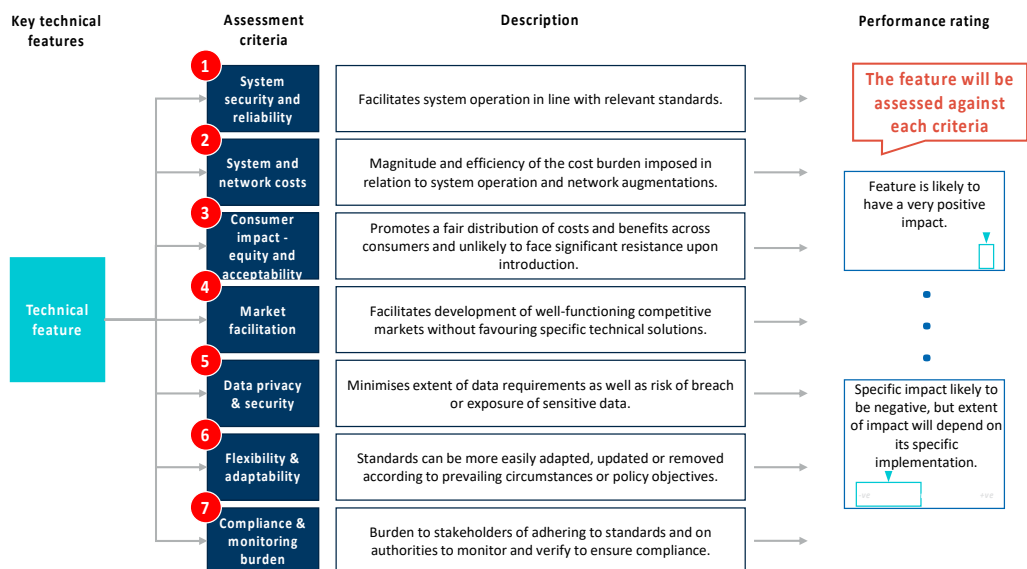 Key technical
features
Assessment
criteria
Description
Performance rating
Technical
feature
1
System
security and
reliability
Facilitates system operation in line with relevant standards.
2
System and
network costs
Magnitude and efficiency of the cost burden imposed in
relation to system operation and network augmentations.
3
Consumer
impact -
equity and
acceptability
Promotes a fair distribution of costs and benefits across
consumers and unlikely to face significant resistance upon
introduction.
4
Market
facilitation
Facilitates development of well-functioning competitive
markets without favouring specific technical solutions.
5
Data privacy
& security
Minimises extent of data requirements as well as risk of breach
or exposure of sensitive data.
6
Flexibility &
adaptability
Standards can be more easily adapted, updated or removed
according to prevailing circumstances or policy objectives.
7
Compliance &
monitoring
burden
Burden to stakeholders of adhering to standards and on
authorities to monitor and verify to ensure compliance.
The feature will be
assessed against
each criteria
Feature is likely to
have a very positive
impact.
Specific impact likely to
be negative, but extent
of impact will depend on
its specific
implementation.
-ve +ve